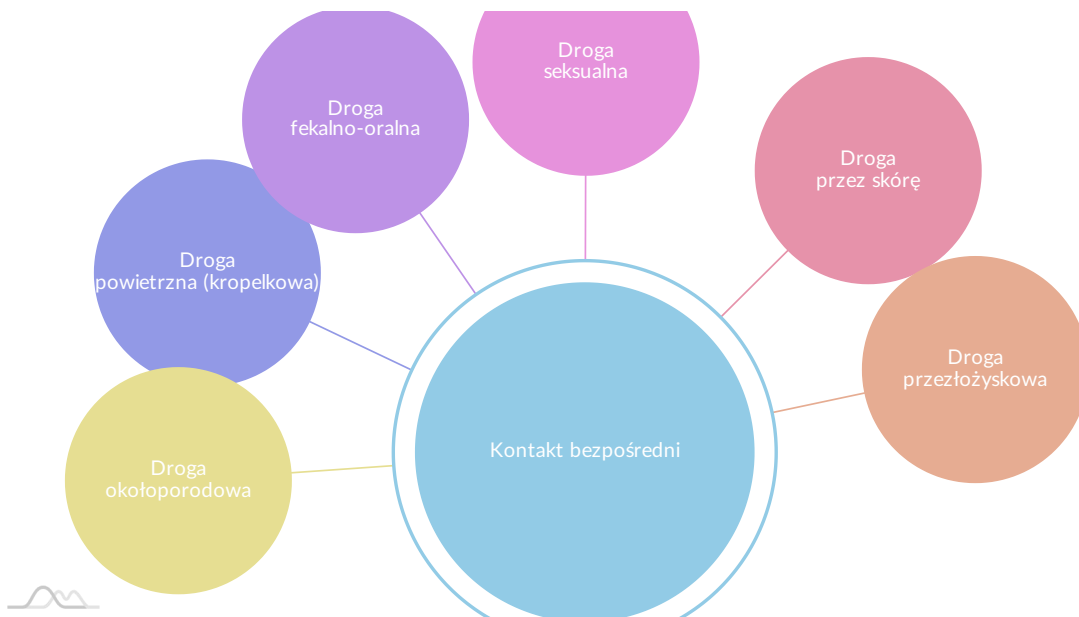 Droga
seksualna
Droga
fekalno-oralna
Droga
przez skórę
Droga
powietrzna (kropelkowa)
Droga
przezłożyskowa
Kontakt bezpośredni
Droga
okołoporodowa